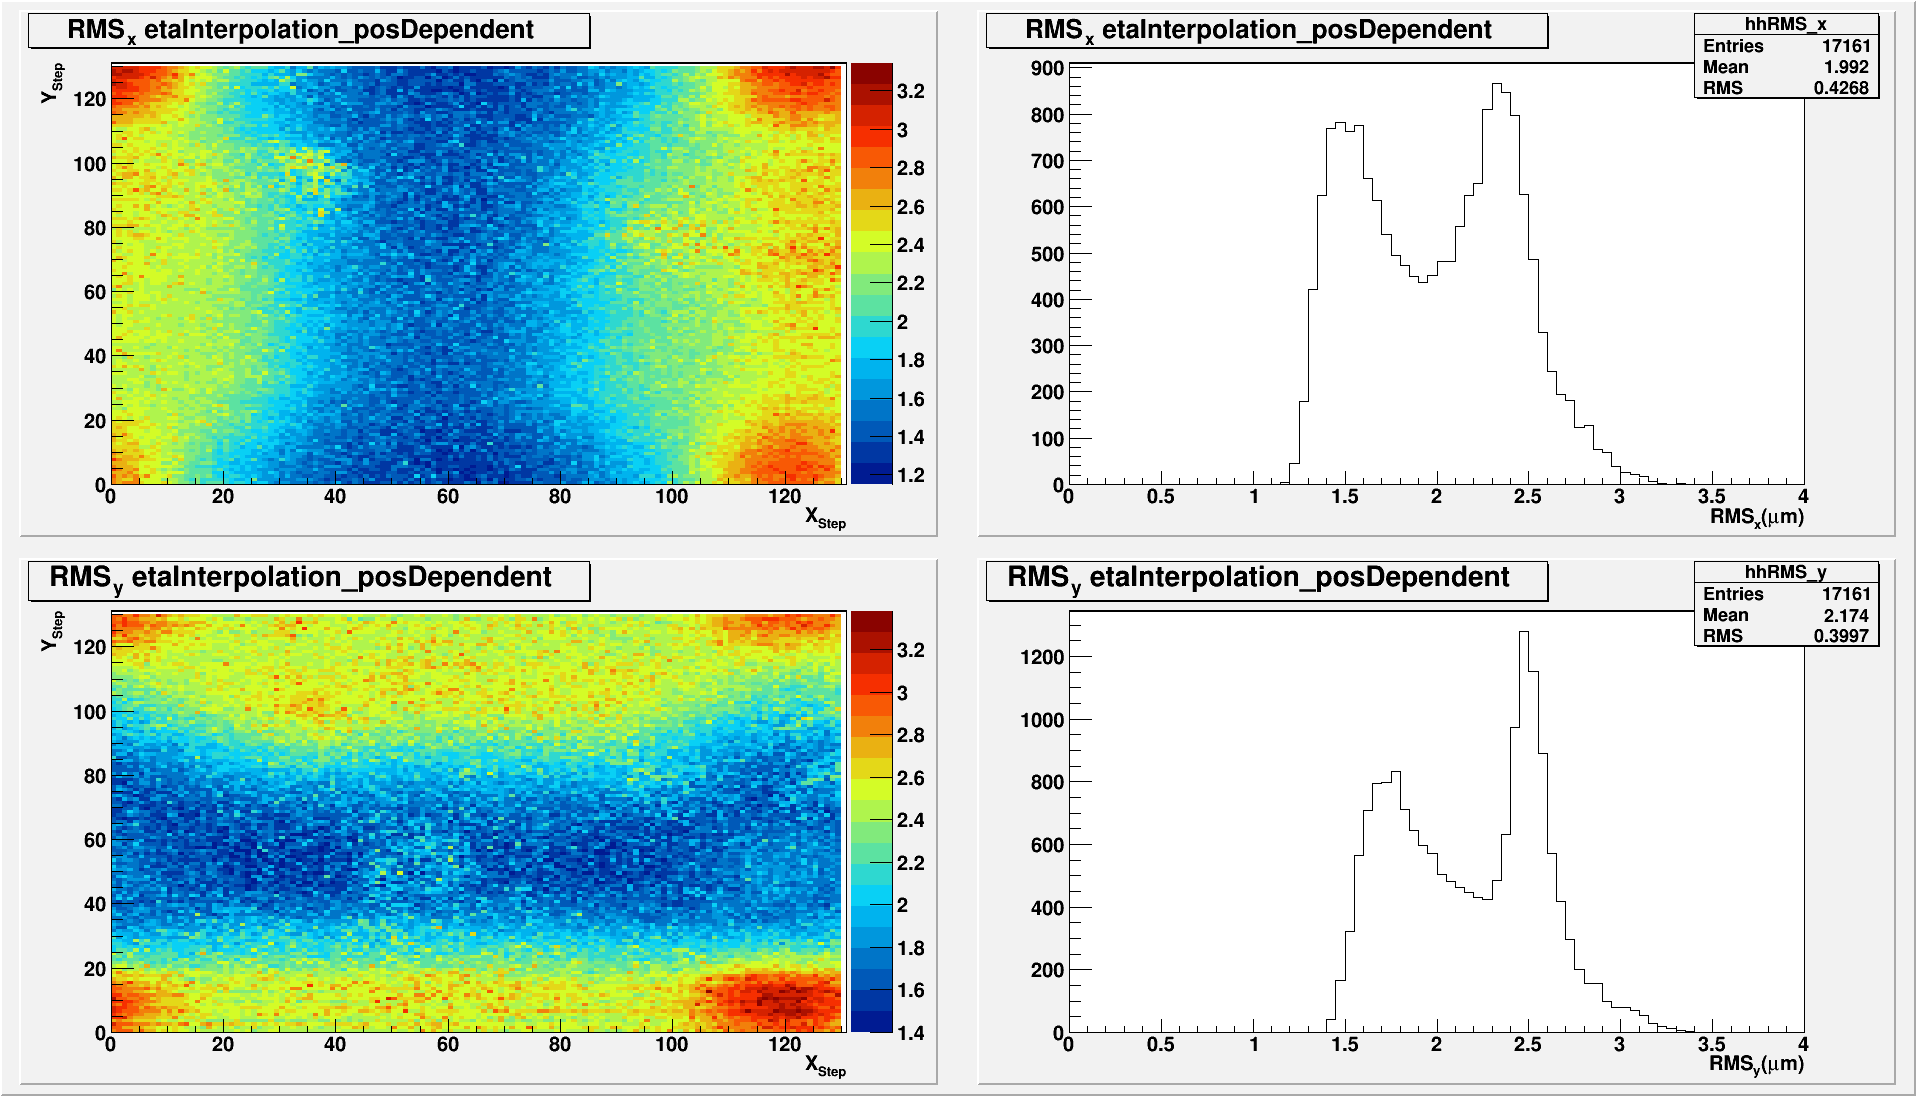 RMSx etaInterpolation_posDependent
YStep
120
100
80
60
40
20
0
0 20 40 60 80 100 120
XStep
3.2
3
2.8
2.6
2.4
2.2
2
1.8
1.6
1.4
1.2
RMSx etaInterpolation_posDependent
hhRMS_x
Entries 17161
Mean 1.992
RMS 0.4268
900
800
700
600
500
400
300
200
100
0
0 0.5 1 1.5 2 2.5 3 3.5 4
RMSx(μm)
RMSy etaInterpolation_posDependent
YStep
120
100
80
60
40
20
0
0 20 40 60 80 100 120
XStep
3.2
3
2.8
2.6
2.4
2.2
2
1.8
1.6
1.4
RMSy etaInterpolation_posDependent
hhRMS_y
Entries 17161
Mean 2.174
RMS 0.3997
1200
1000
800
600
400
200
0
0 0.5 1 1.5 2 2.5 3 3.5 4
RMSy(μm)